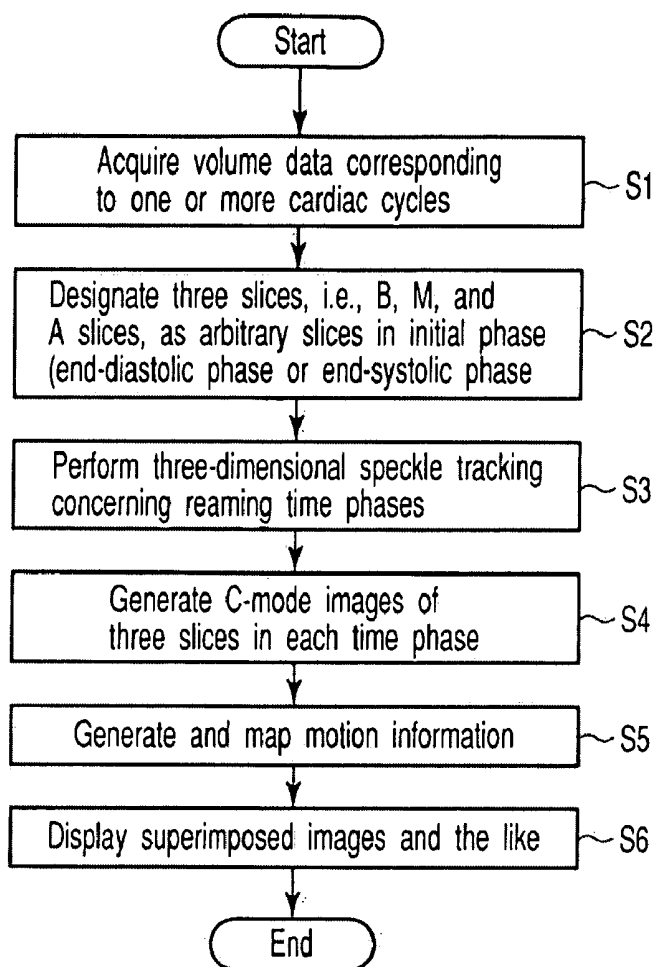 Start
Acquire volume data corresponding
to one or more cardiac cycles
S1
Designate three slices, i.e., B, M, and
A slices, as arbitrary slices in initial phase
(end-diastolic phase or end-systolic phase
S2
Perform three-dimensional speckle tracking
concerning reaming time phases
S3
Generate C-mode images of
three slices in each time phase
S4
Generate and map motion information
S5
Display superimposed images and the like
S6
End